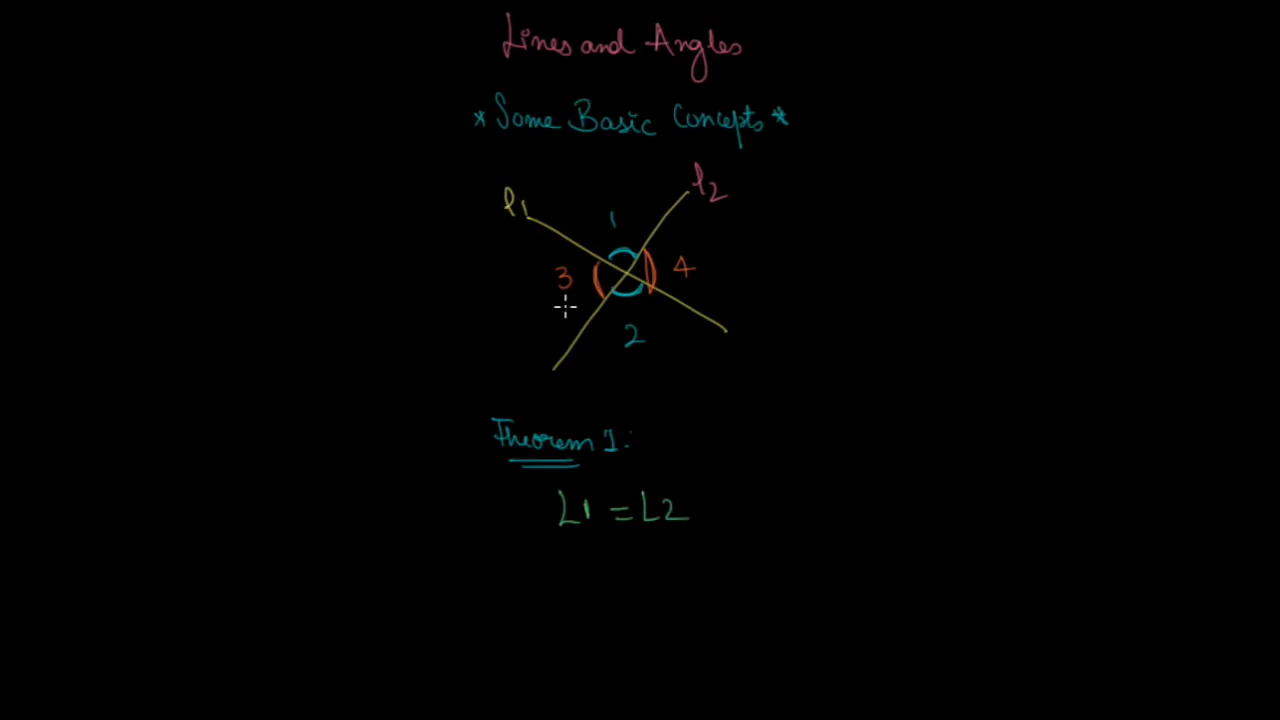 Lines and Angles
* Some Basic Concepts *
l1
l2
1
3
4
2
Theorem 1:
∠1 = ∠2